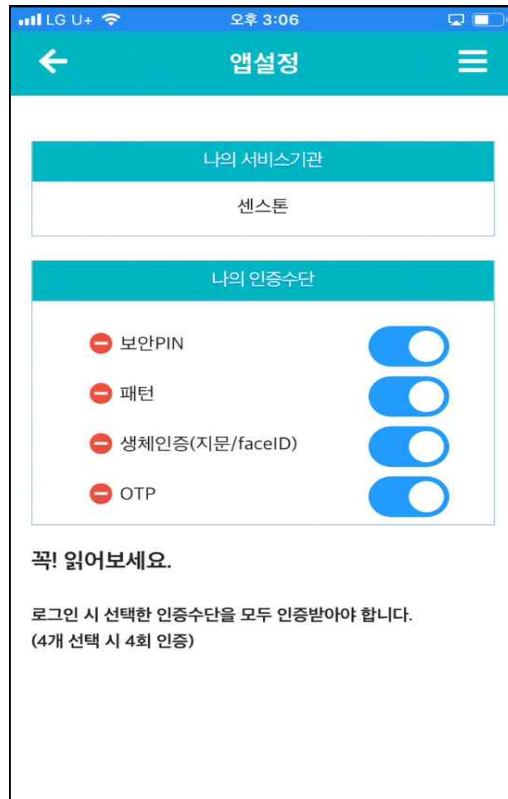 LG U+ 오후 3:06
앱설정
나의 서비스기관
센스톤
나의 인증수단
보안PIN
패턴
생체인증(지문/faceID)
OTP
꼭! 읽어보세요.
로그인 시 선택한 인증수단을 모두 인증받아야 합니다.
(4개 선택 시 4회 인증)